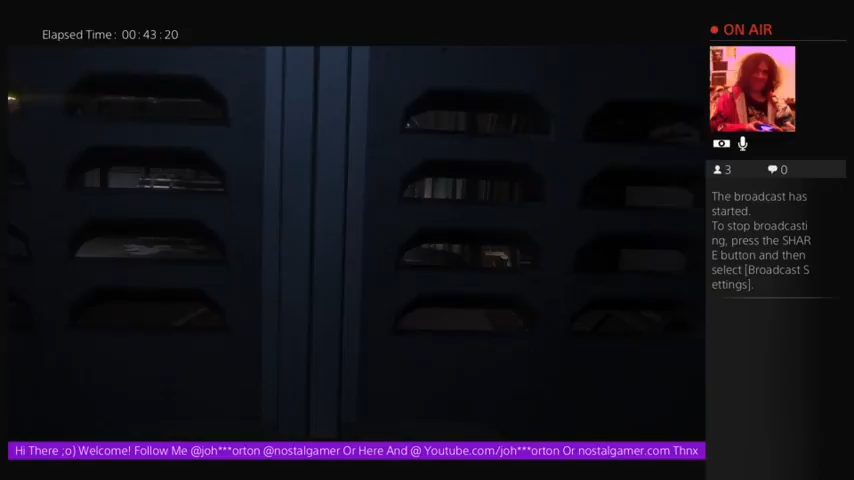 Elapsed Time: 00:43:20
ON AIR
3
0
The broadcast has
started.
To stop broadcasti
ng, press the SHAR
E button and then
select [Broadcast S
ettings].
Hi There ;o) Welcome! Follow Me @joh***orton @nostalgamer Or Here And @ Youtube.com/joh***orton Or nostalgamer.com Thnx